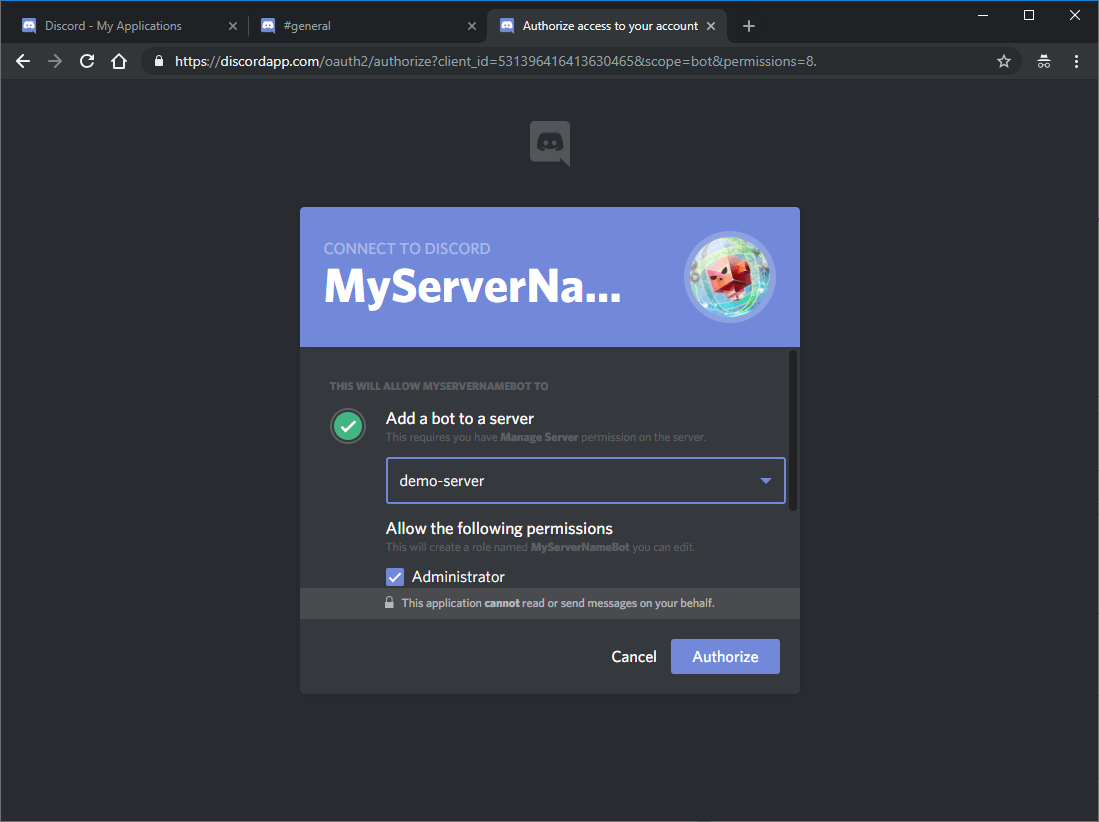 Discord - My Applications
#general
Authorize access to your account
https://discordapp.com/oauth2/authorize?client_id=531396416413630465&scope=bot&permissions=8.
CONNECT TO DISCORD
MyServerNa...
THIS WILL ALLOW MYSERVERNAMEBOT TO
Add a bot to a server
This requires you have Manage Server permission on the server.
demo-server
Allow the following permissions
This will create a role named MyServerNameBot you can edit.
Administrator
This application cannot read or send messages on your behalf.
Cancel
Authorize